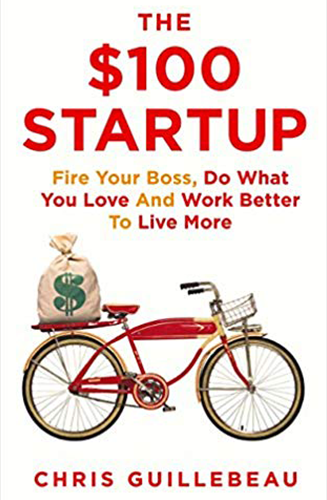 THE
$100
STARTUP
Fire Your Boss, Do What
You Love And Work Better
To Live More
$
CHRIS GUILLEBEAU